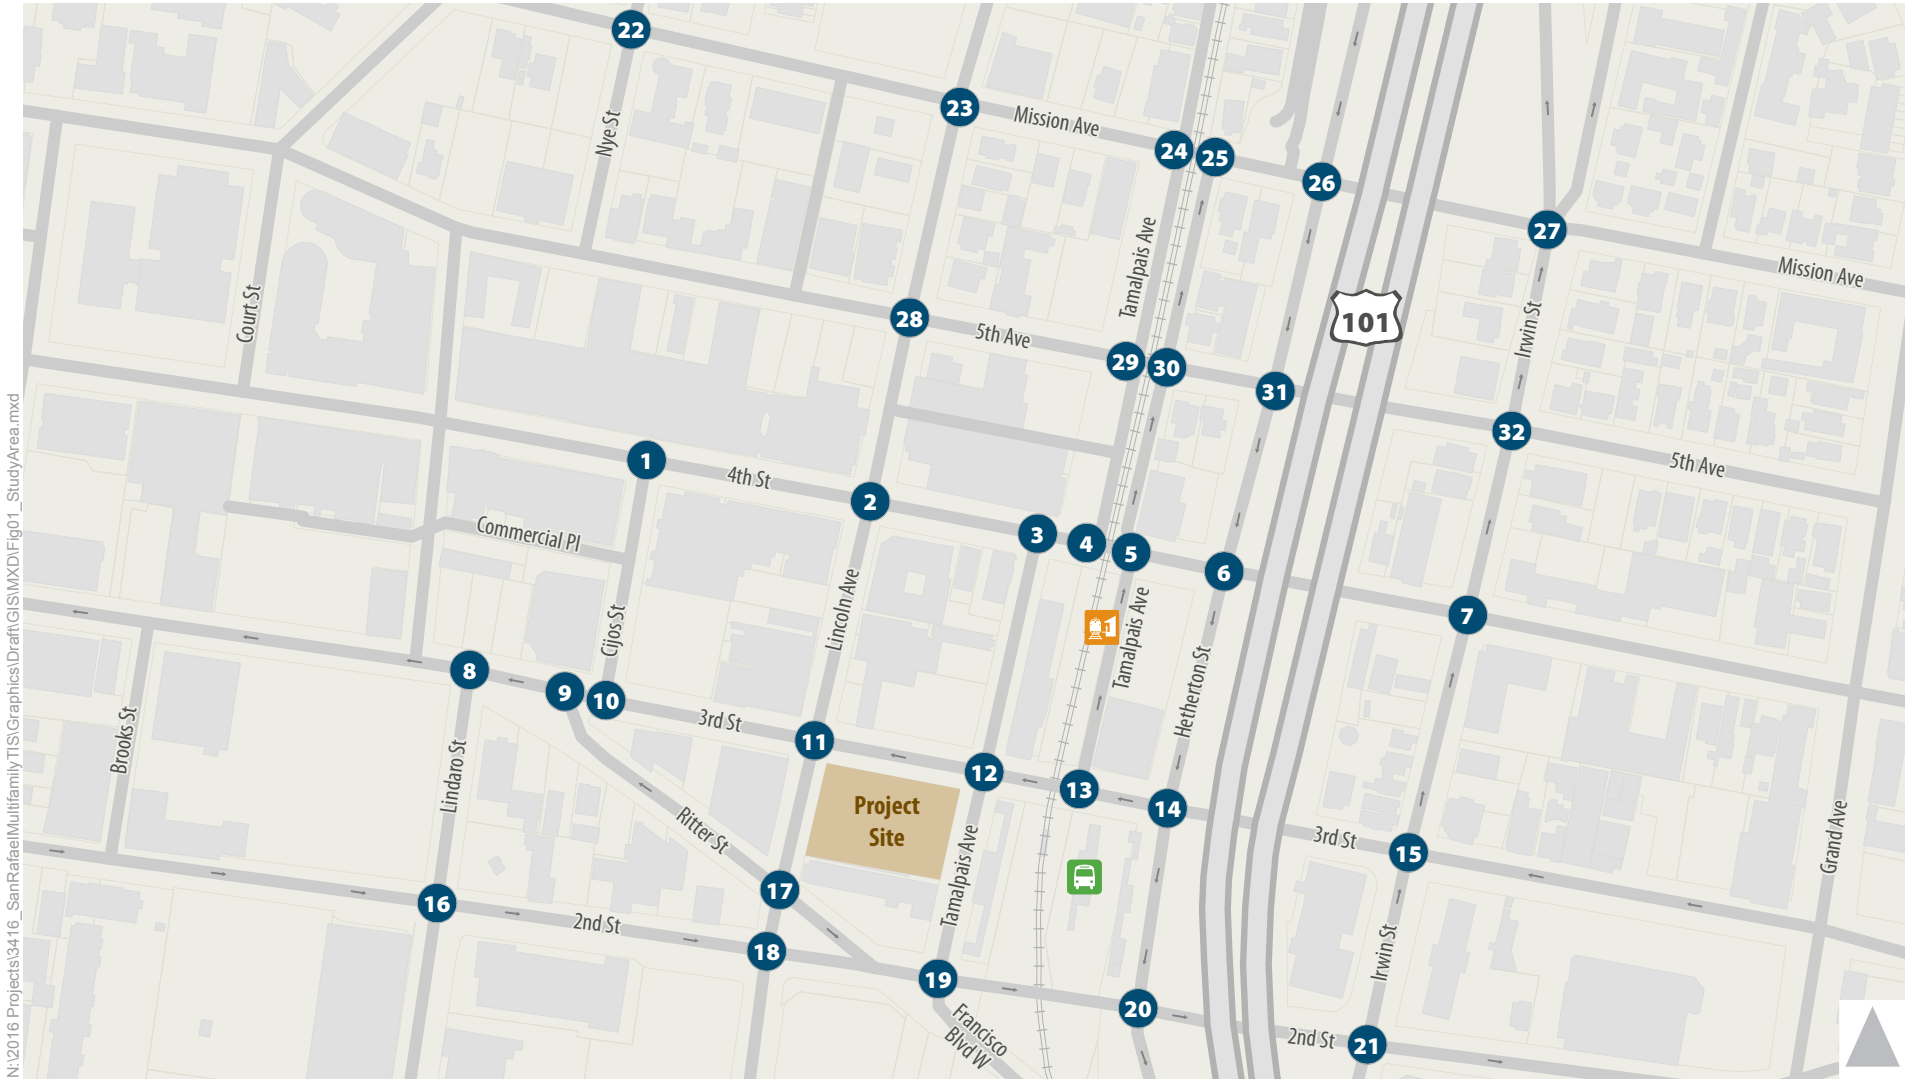 22
23
Mission Ave
Nye St
24
25
26
27
Mission Ave
Tamalpais Ave
Court St
28
5th Ave
101
Irwin St
29
30
31
32
5th Ave
1
4th St
2
Commercial Pl
3
4
5
6
7
Lincoln Ave
Cijos St
Tamalpais Ave
Hetherton St
8
9
10
3rd St
11
12
13
14
Brooks St
Lindaro St
Project
Site
Ritter St
3rd St
15
Grand Ave
Tamalpais Ave
16
17
2nd St
18
19
Irwin St
20
Francisco
Blvd W
2nd St
21
N:\2016 Projects\3416_SanRafaelMultifamilyTIS\Graphics\Draft\GIS\MXD\Fig01_StudyArea.mxd